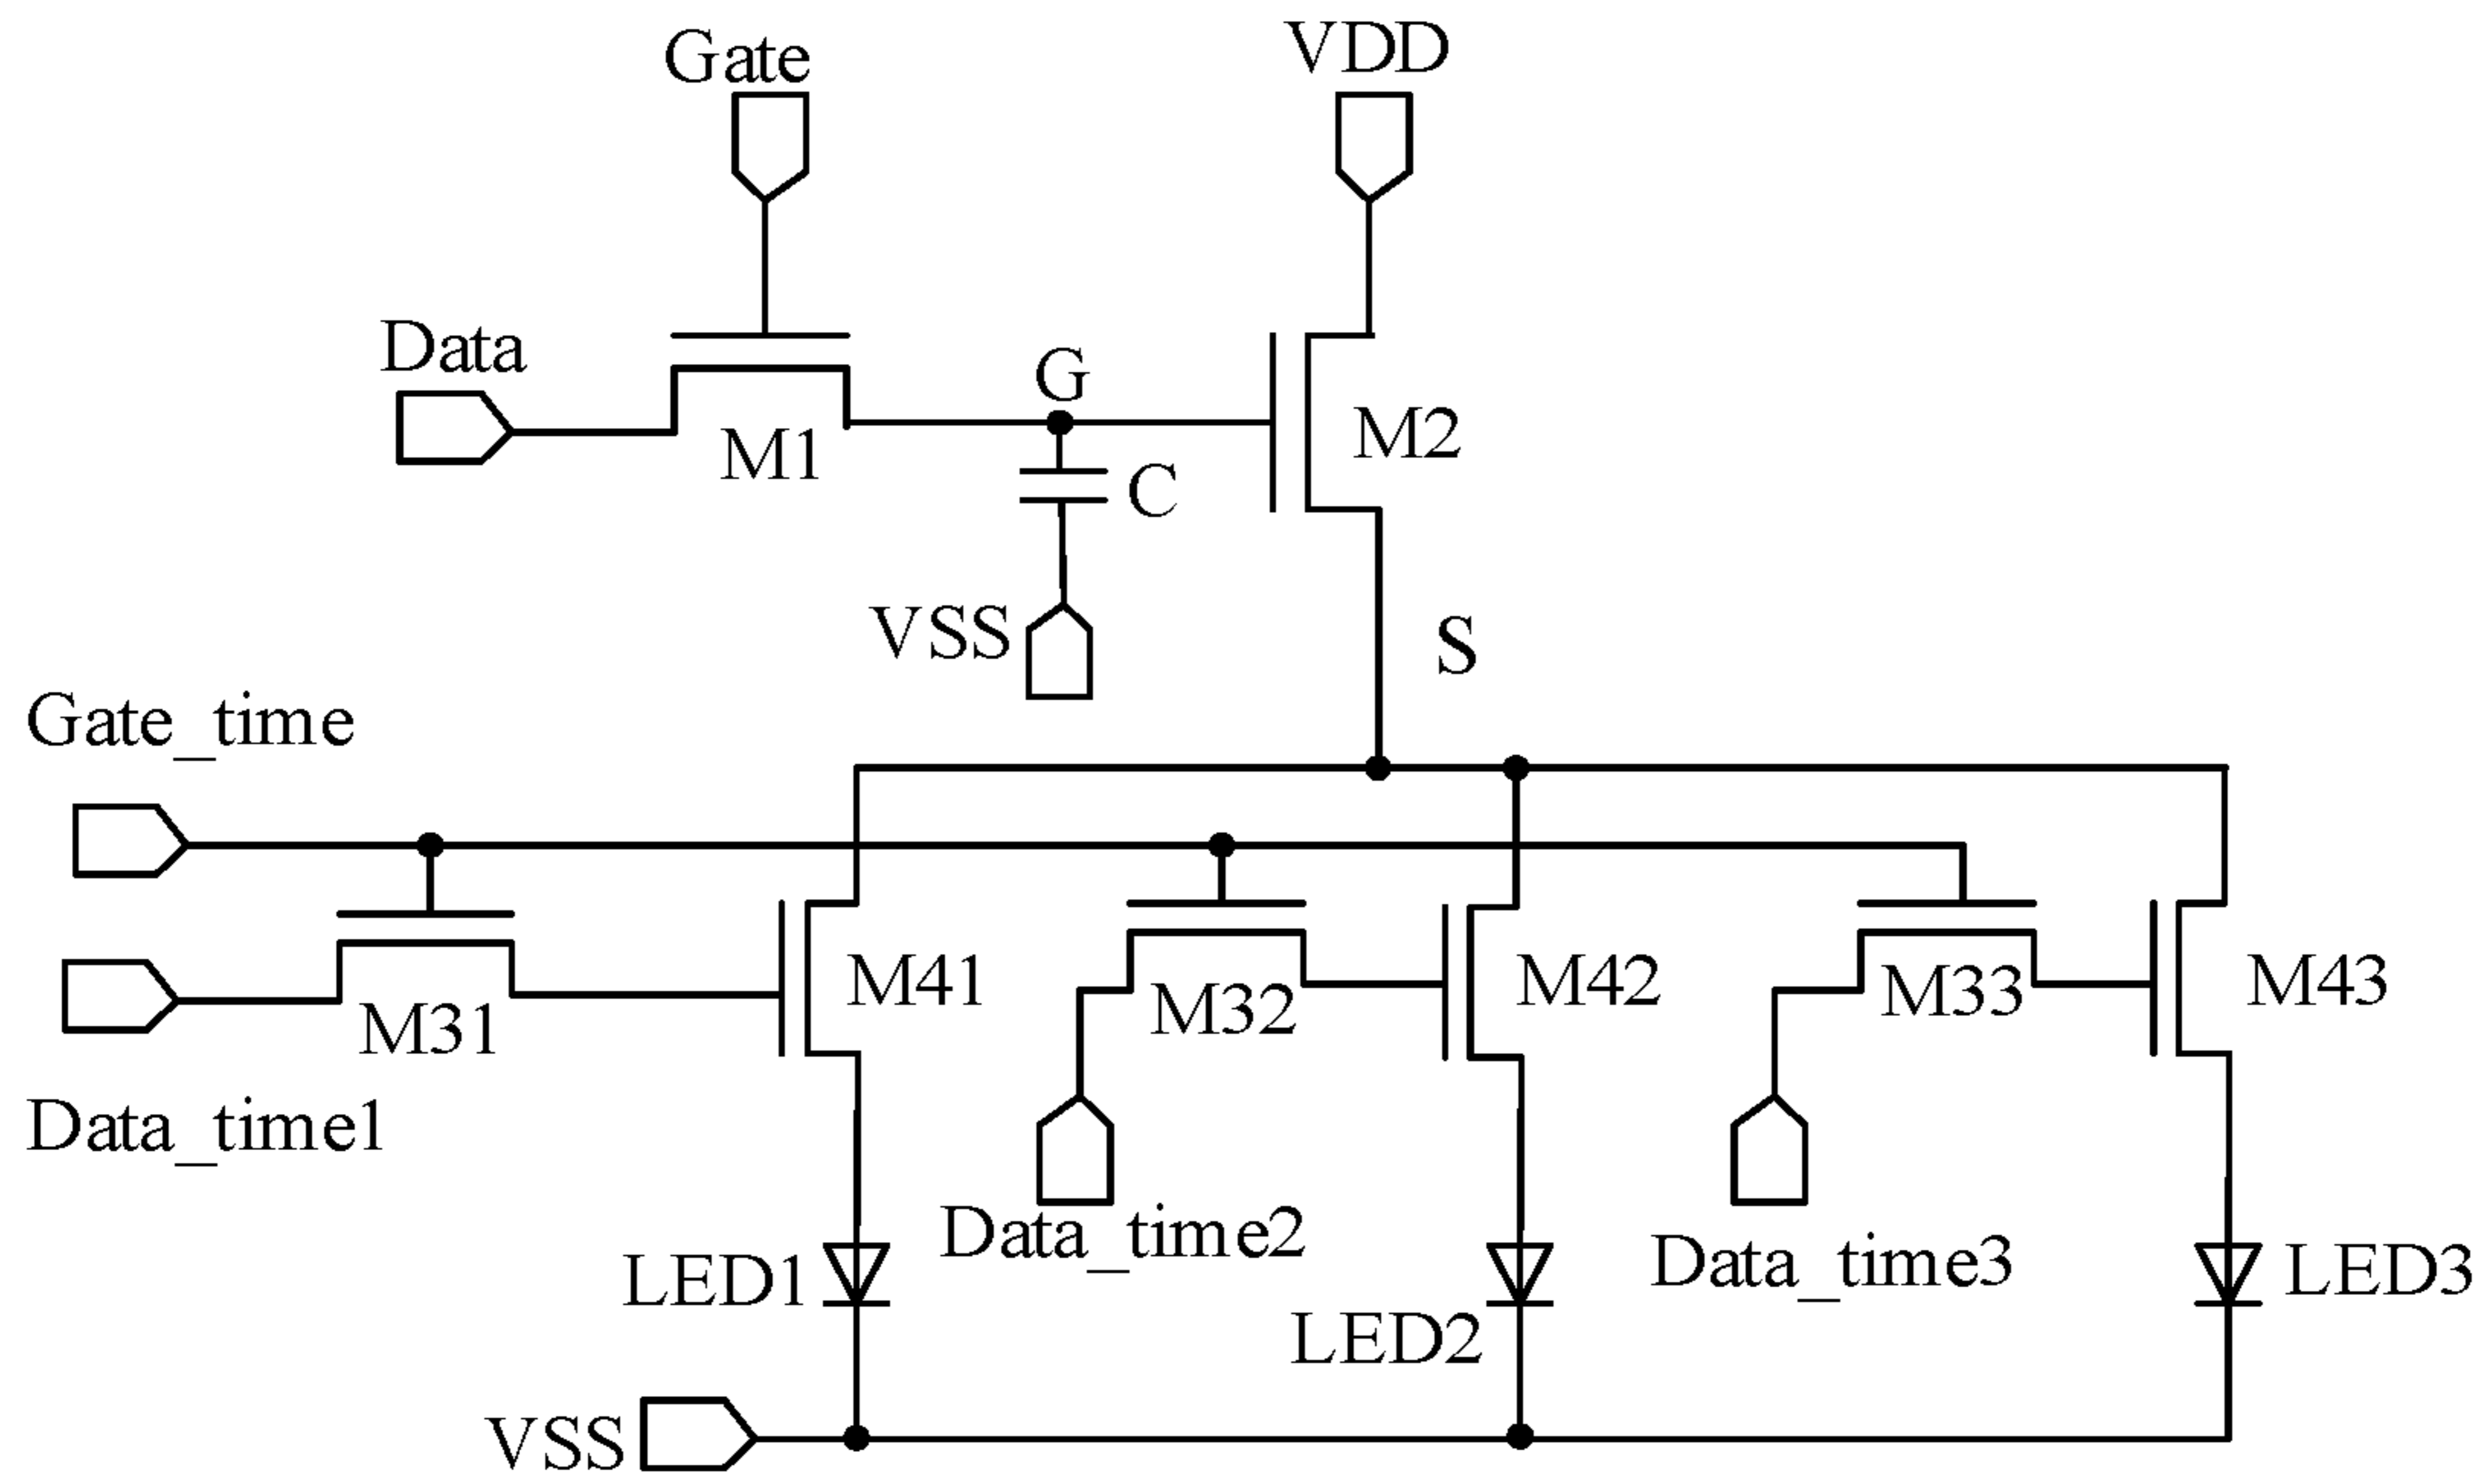 Gate
VDD
Data
G
M1
M2
C
VSS
S
Gate_time
M41
M42
M43
M31
M32
M33
Data_time1
Data_time2
Data_time3
LED1
LED2
LED3
VSS